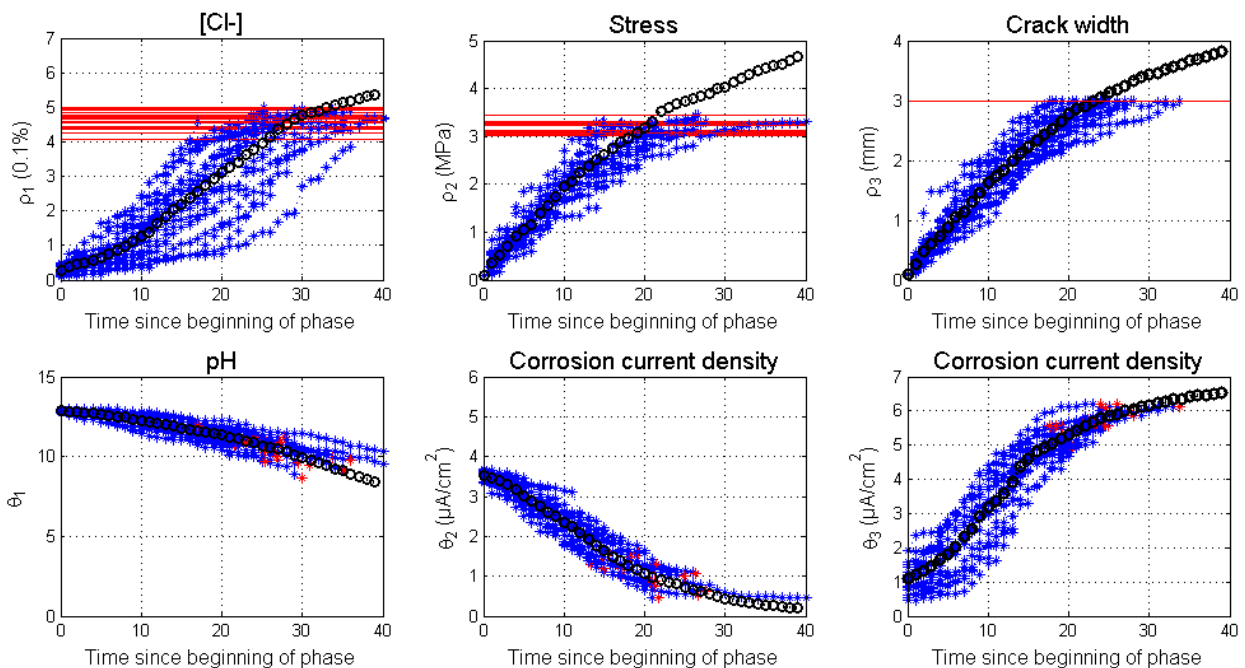 [Cl-]
7
6
5
4
3
2
1
0
ρ1 (0.1%)
0 10 20 30 40
Time since beginning of phase
Stress
5
4
3
2
1
0
ρ2 (MPa)
0 10 20 30 40
Time since beginning of phase
Crack width
4
3
2
1
0
ρ3 (mm)
0 10 20 30 40
Time since beginning of phase
pH
15
10
5
0
θ1
0 10 20 30 40
Time since beginning of phase
Corrosion current density
6
5
4
3
2
1
0
θ2 (μA/cm²)
0 10 20 30 40
Time since beginning of phase
Corrosion current density
7
6
5
4
3
2
1
0
θ3 (μA/cm²)
0 10 20 30 40
Time since beginning of phase